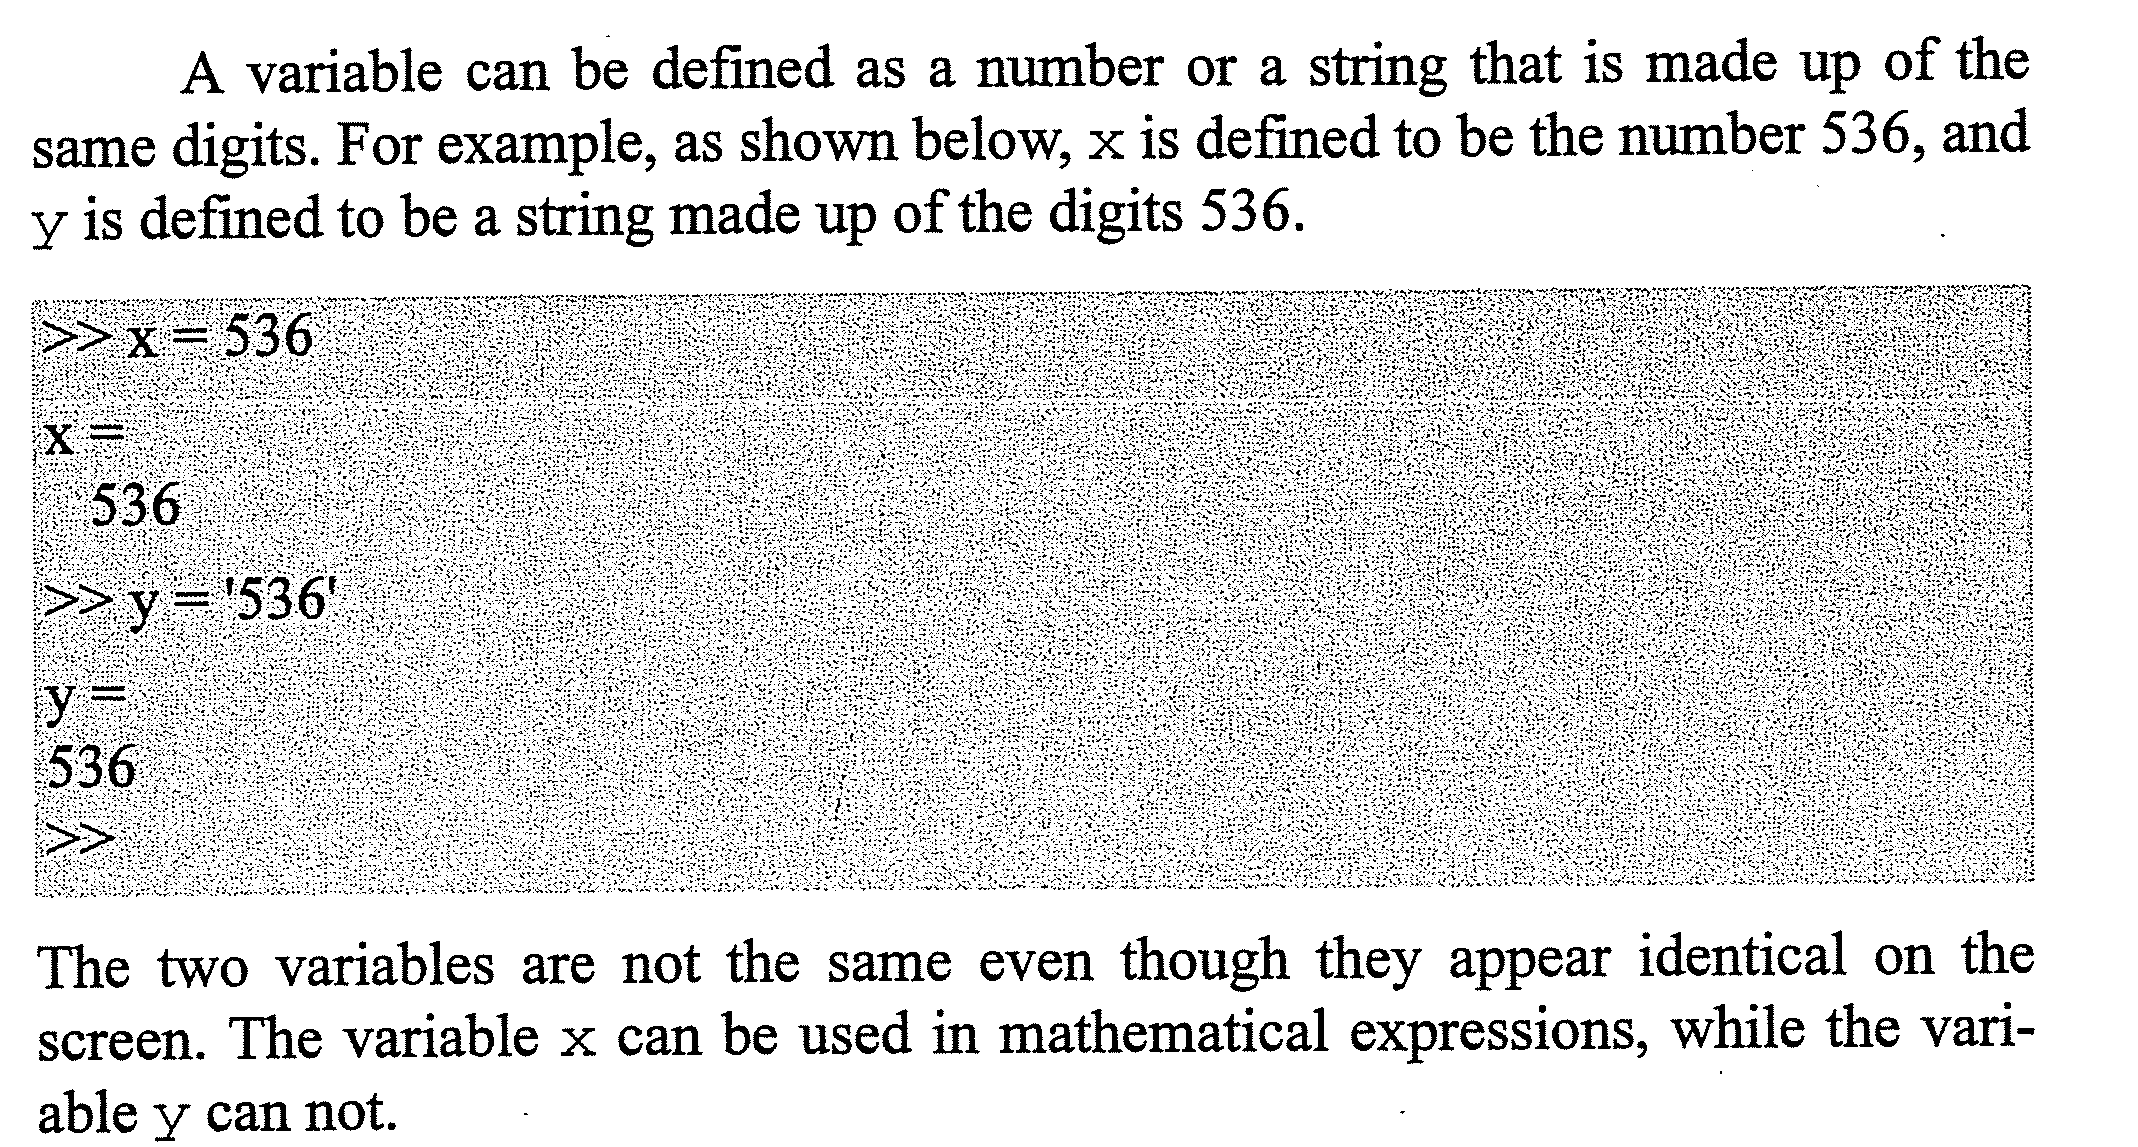 A variable can be defined as a number or a string that is made up of the
same digits. For example, as shown below, x is defined to be the number 536, and
y is defined to be a string made up of the digits 536.
>> x = 536
x =
536
>> y = '536'
y =
536
>>
The two variables are not the same even though they appear identical on the
screen. The variable x can be used in mathematical expressions, while the vari-
able y can not.